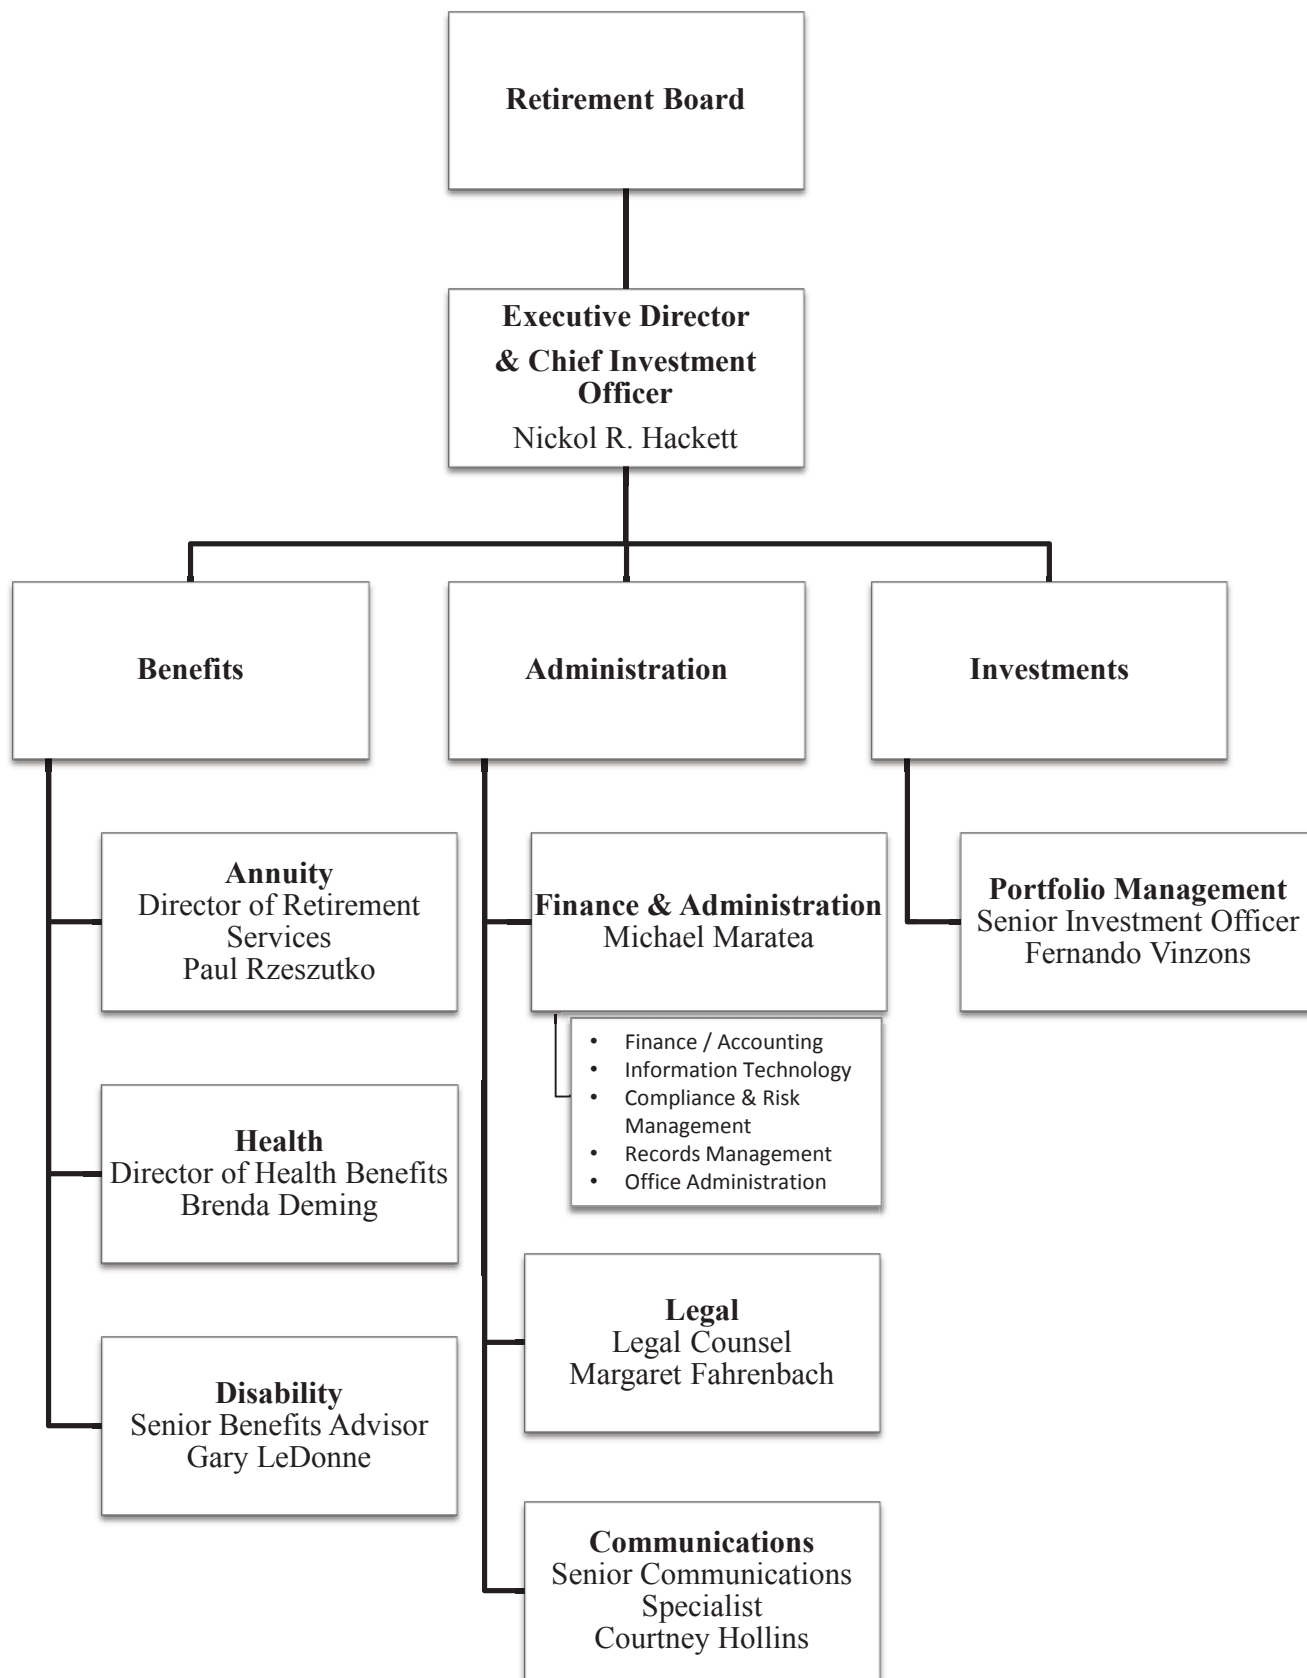 Retirement Board
Executive Director
& Chief Investment
Officer
Nickol R. Hackett
Benefits
Administration
Investments
Annuity
Director of Retirement
Services
Paul Rzeszutko
Health
Director of Health Benefits
Brenda Deming
Disability
Senior Benefits Advisor
Gary LeDonne
Finance & Administration
Michael Maratea
• Finance / Accounting
• Information Technology
• Compliance & Risk
Management
• Records Management
• Office Administration
Legal
Legal Counsel
Margaret Fahrenbach
Communications
Senior Communications
Specialist
Courtney Hollins
Portfolio Management
Senior Investment Officer
Fernando Vinzons